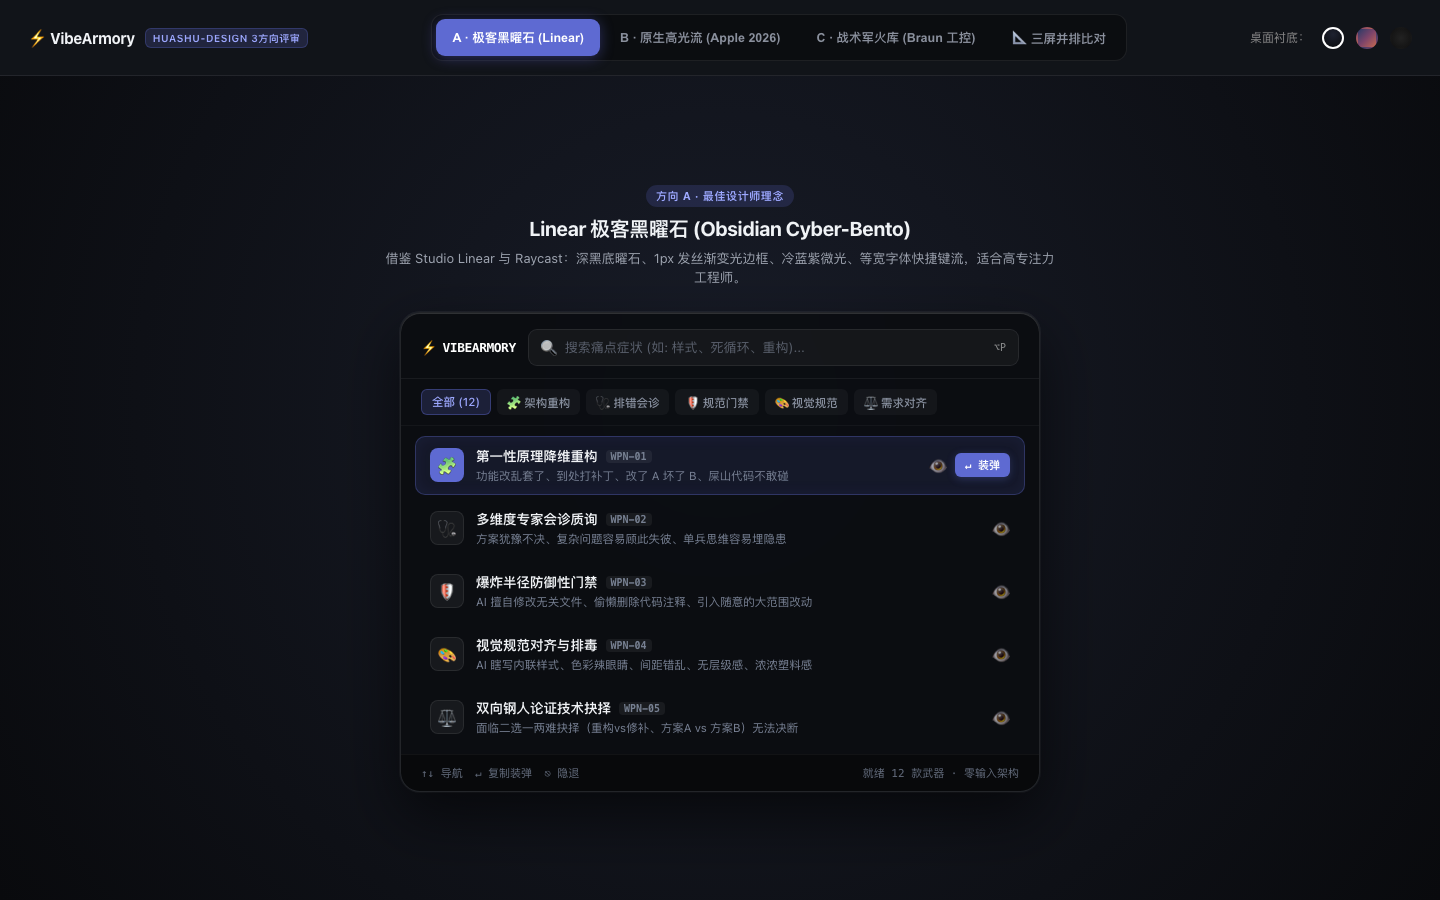 ⚡ VibeArmory
HUASHU-DESIGN 3方向评审
A · 极客黑曜石 (Linear)
B · 原生高光流 (Apple 2026)
C · 战术军火库 (Braun 工控)
📐 三屏并排比对
桌面衬底：
方向 A · 最佳设计师理念
Linear 极客黑曜石 (Obsidian Cyber-Bento)
借鉴 Studio Linear 与 Raycast：深黑底曜石、1px 发丝渐变光边框、冷蓝紫微光、等宽字体快捷键流，适合高专注力
工程师。
⚡ VIBEARMORY
🔍 搜索痛点症状 (如: 样式、死循环、重构)...
⌥P
全部 (12)
🧩 架构重构
🩺 排错会诊
🛡️ 规范门禁
🎨 视觉规范
⚖️ 需求对齐
第一性原理降维重构 WPN-01
功能改乱套了、到处打补丁、改了 A 坏了 B、屎山代码不敢碰
↵ 装弹
多维度专家会诊质询 WPN-02
方案犹豫不决、复杂问题容易顾此失彼、单兵思维容易埋隐患
爆炸半径防御性门禁 WPN-03
AI 擅自修改无关文件、偷懒删除代码注释、引入随意的大范围改动
视觉规范对齐与排毒 WPN-04
AI 瞎写内联样式、色彩辣眼睛、间距错乱、无层级感、浓浓塑料感
双向钢人论证技术抉择 WPN-05
面临二选一两难抉择（重构vs修补、方案A vs 方案B）无法决断
↑↓ 导航
↵ 复制装弹
⎋ 隐退
就绪 12 款武器 · 零输入架构